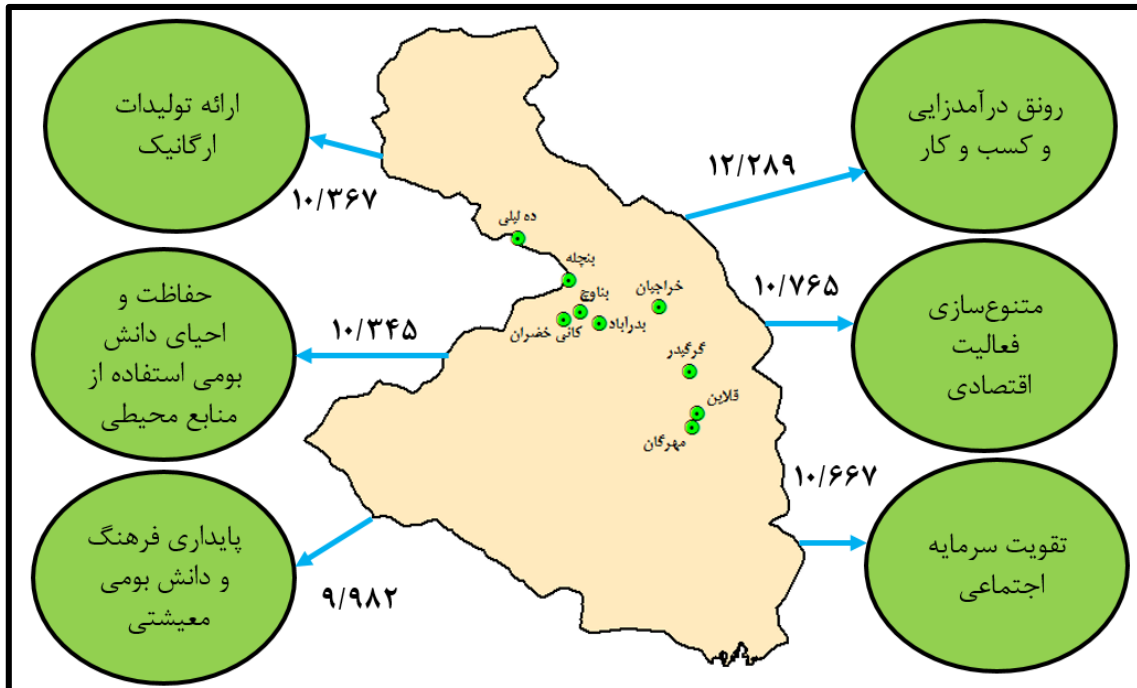 رونق درآمدزایی
و کسب و کار
۱۲/۲۸۹
متنوع‌سازی
فعالیت
اقتصادی
۱۰/۷۶۵
تقویت سرمایه
اجتماعی
۱۰/۶۶۷
ارائه تولیدات
ارگانیک
۱۰/۳۶۷
حفاظت و
احیای دانش
بومی استفاده از
منابع محیطی
۱۰/۳۴۵
پایداری فرهنگ
و دانش بومی
معیشتی
۹/۹۸۲
ده لیلی
بنچله
بناوچ
خراجیان
بدرآباد
کانی خضران
گرگیدر
قلاین
مهرگان